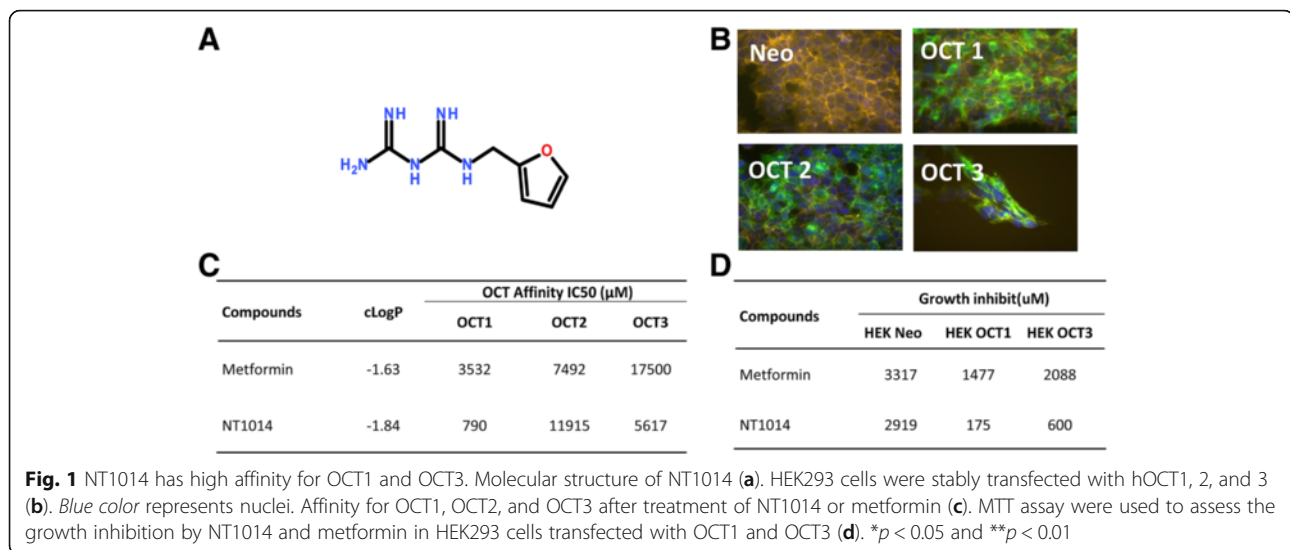 A
NH NH
H₂N N H N H O
B
Neo
OCT 1
OCT 2
OCT 3
C
Compounds cLogP OCT Affinity IC50 (µM)
OCT1 OCT2 OCT3
Metformin -1.63 3532 7492 17500
NT1014 -1.84 790 11915 5617
D
Compounds Growth inhibit(uM)
HEK Neo HEK OCT1 HEK OCT3
Metformin 3317 1477 2088
NT1014 2919 175 600
Fig. 1 NT1014 has high affinity for OCT1 and OCT3. Molecular structure of NT1014 (a). HEK293 cells were stably transfected with hOCT1, 2, and 3
(b). Blue color represents nuclei. Affinity for OCT1, OCT2, and OCT3 after treatment of NT1014 or metformin (c). MTT assay were used to assess the
growth inhibition by NT1014 and metformin in HEK293 cells transfected with OCT1 and OCT3 (d). *p < 0.05 and **p < 0.01